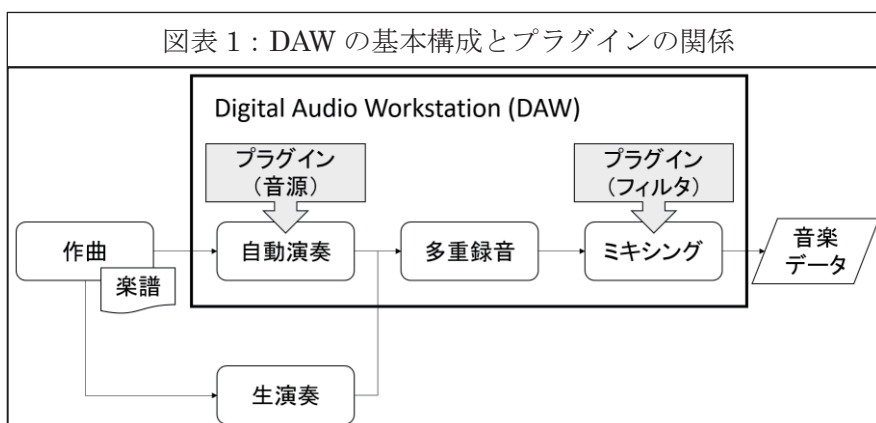 図表 1：DAW の基本構成とプラグインの関係
Digital Audio Workstation (DAW)
プラグイン
（音源）
プラグイン
（フィルタ）
作曲
楽譜
自動演奏
多重録音
ミキシング
音楽
データ
生演奏